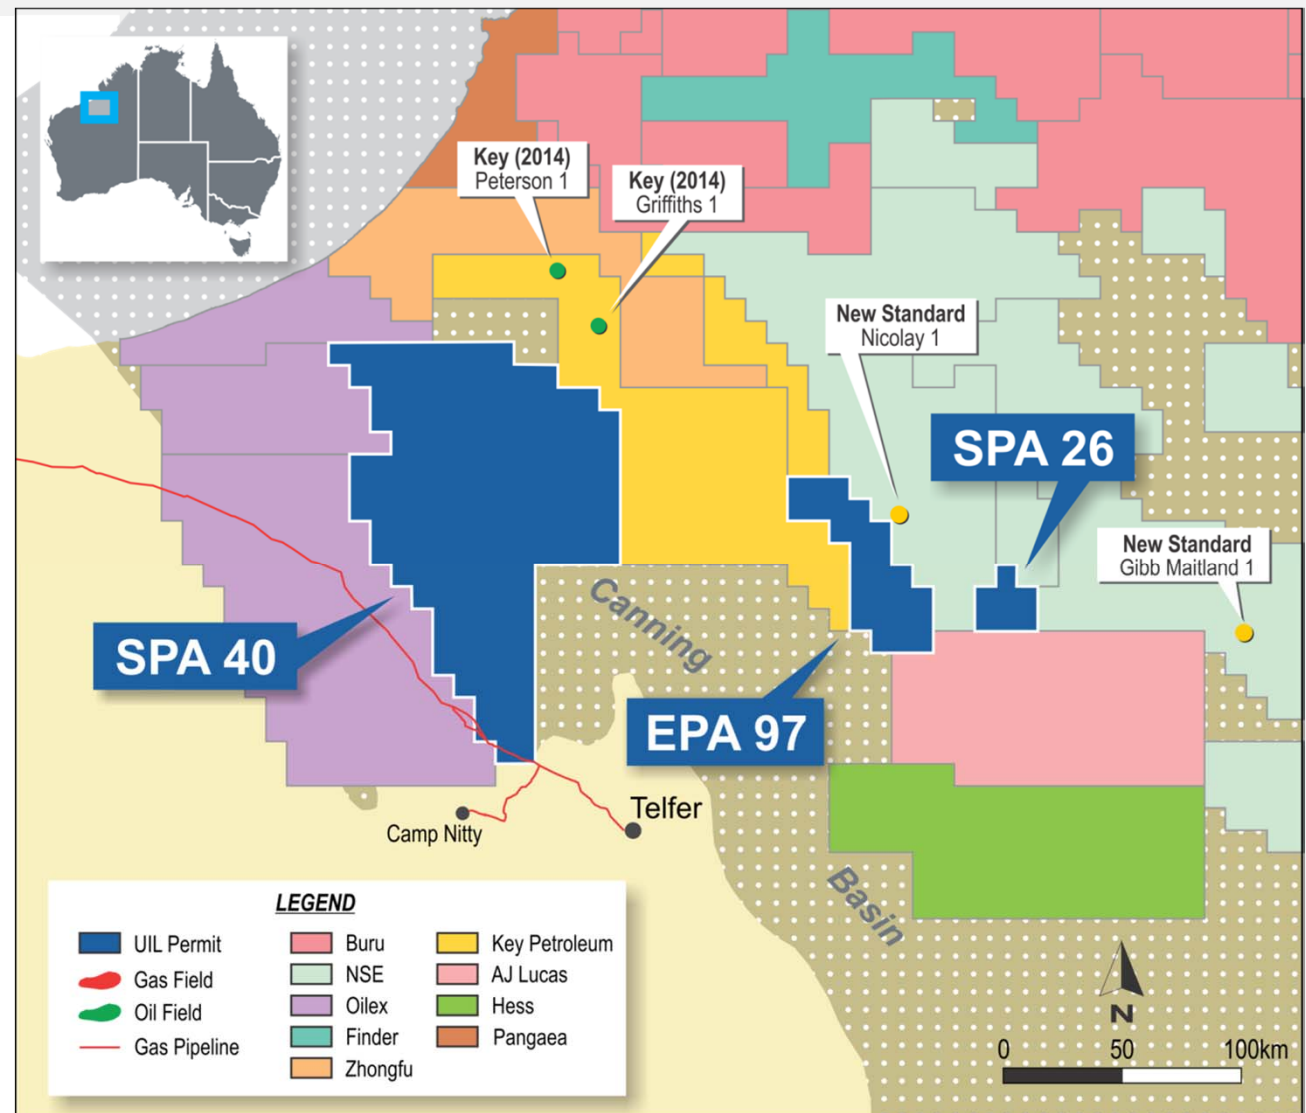 Key (2014)
Peterson 1
Key (2014)
Griffiths 1
New Standard
Nicolay 1
SPA 26
New Standard
Gibb Maitland 1
Canning
SPA 40
EPA 97
Telfer
Camp Nitty
Basin
LEGEND
UIL Permit
Gas Field
Oil Field
Gas Pipeline
Buru
NSE
Oilex
Finder
Zhongfu
Key Petroleum
AJ Lucas
Hess
Pangaea
N
0 50 100km